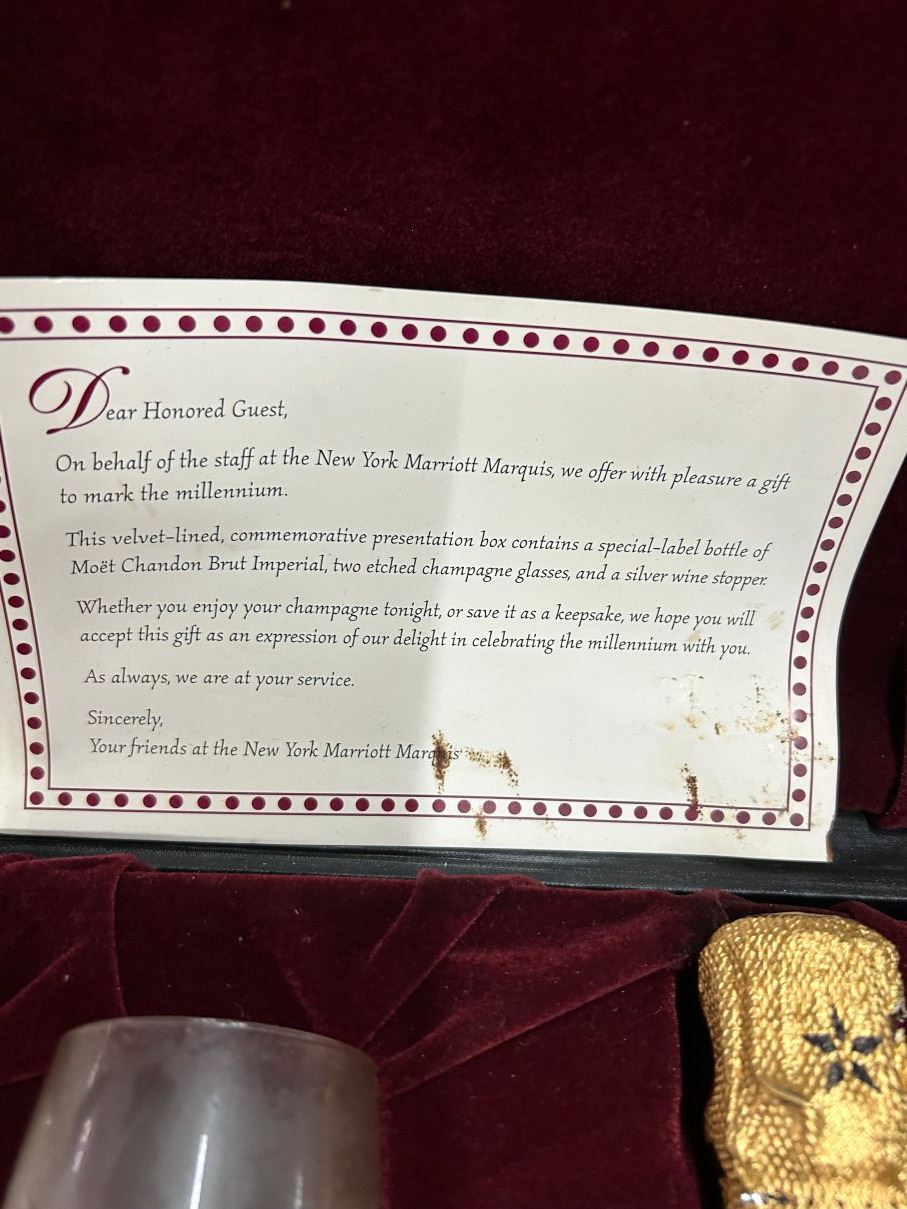 Dear Honored Guest,
On behalf of the staff at the New York Marriott Marquis, we offer with pleasure a gift
to mark the millennium.
This velvet-lined, commemorative presentation box contains a special-label bottle of
Moët Chandon Brut Imperial, two etched champagne glasses, and a silver wine stopper.
Whether you enjoy your champagne tonight, or save it as a keepsake, we hope you will
accept this gift as an expression of our delight in celebrating the millennium with you.
As always, we are at your service.
Sincerely,
Your friends at the New York Marriott Marquis